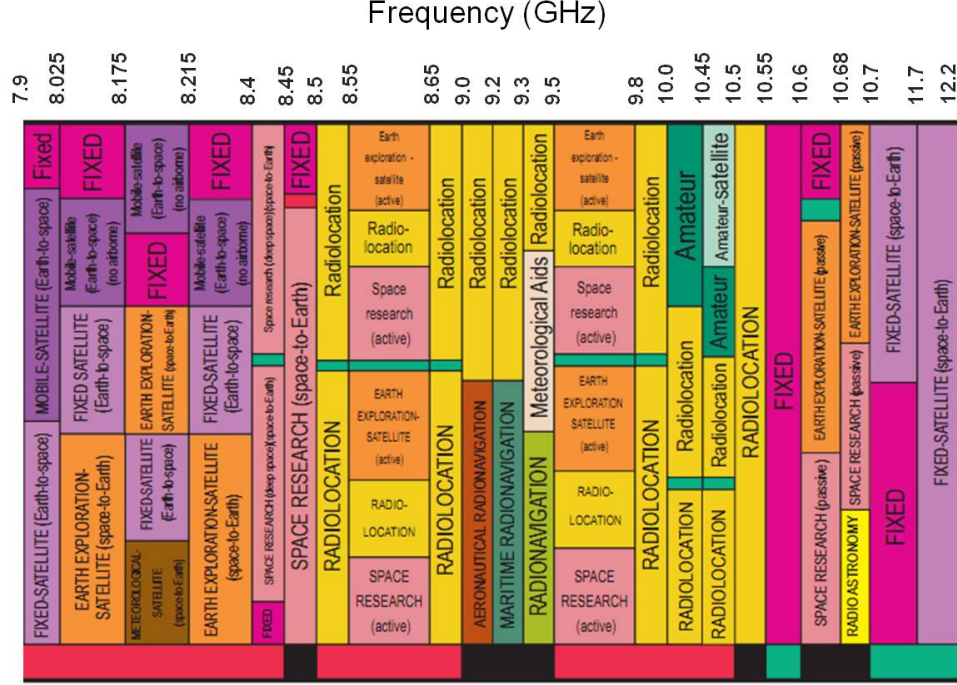 Frequency (GHz)
7.9
8.025
8.175
8.215
8.4
8.45
8.5
8.55
8.65
9.0
9.2
9.3
9.5
9.8
10.0
10.45
10.5
10.55
10.6
10.68
10.7
11.7
12.2
Fixed
MOBILE-SATELLITE (Earth-to-space)
FIXED-SATELLITE (Earth-to-space)
FIXED
Mobile-satellite
(Earth-to-space)
(no airborne)
FIXED SATELLITE
(Earth-to-space)
EARTH EXPLORATION-
SATELLITE (space-to-Earth)
Mobile-satellite
(Earth-to-space)
(no airborne)
FIXED
EARTH EXPLORATION-
SATELLITE (space-to-Earth)
FIXED-SATELLITE
(Earth-to-space)
METEOROLOGICAL-
SATELLITE
(space-to-Earth)
FIXED
Mobile-satellite
(Earth-to-space)
(no airborne)
FIXED-SATELLITE
(Earth-to-space)
EARTH EXPLORATION-SATELLITE
(space-to-Earth)
Space research (deep space)(space-to-Earth)
SPACE RESEARCH (deep space)(space-to-Earth)
FIXED
FIXED
SPACE RESEARCH (space-to-Earth)
Radiolocation
RADIOLOCATION
Earth
exploration -
satellite
(active)
Radio-
location
Space
research
(active)
EARTH
EXPLORATION-
SATELLITE
(active)
RADIO-
LOCATION
SPACE
RESEARCH
(active)
Radiolocation
RADIOLOCATION
Radiolocation
AERONAUTICAL RADIONAVIGATION
Radiolocation
MARITIME RADIONAVIGATION
Radiolocation
Meteorological Aids
RADIONAVIGATION
Earth
exploration -
satellite
(active)
Radio-
location
Space
research
(active)
EARTH
EXPLORATION-
SATELLITE
(active)
RADIO-
LOCATION
SPACE
RESEARCH
(active)
Radiolocation
RADIOLOCATION
Amateur
Radiolocation
RADIOLOCATION
Amateur-satellite
Amateur
Radiolocation
RADIOLOCATION
RADIOLOCATION
FIXED
FIXED
EARTH EXPLORATION-SATELLITE (passive)
SPACE RESEARCH (passive)
EARTH EXPLORATION-SATELLITE (passive)
SPACE RESEARCH (passive)
RADIO ASTRONOMY
FIXED-SATELLITE (space-to-Earth)
FIXED
FIXED-SATELLITE (space-to-Earth)